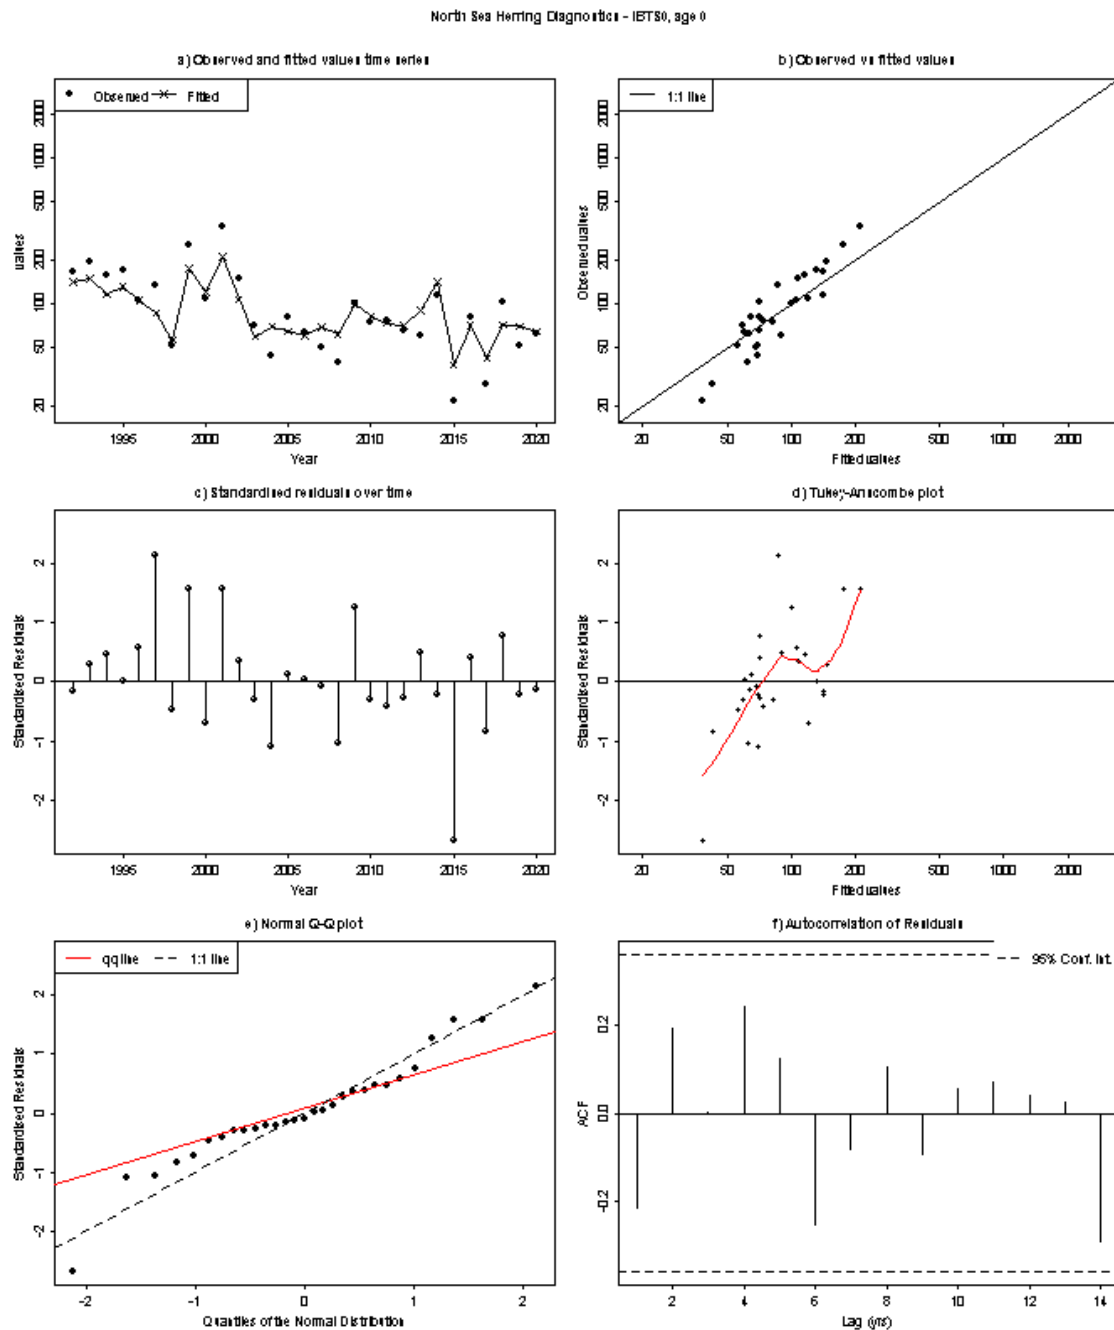 North Sea Herring Diagnostics - IBTS0, age 0
a) Observed and fitted values time series
Observed Fitted
values
20 50 100 200 500 1000 2000
1995 2000 2005 2010 2015 2020
Year
b) Observed vs fitted values
1:1 line
Observed values
20 50 100 200 500 1000 2000
20 50 100 200 500 1000 2000
Fitted values
c) Standardised residuals over time
Standardised Residuals
-2 -1 0 1 2
1995 2000 2005 2010 2015 2020
Year
d) Tukey-Anscombe plot
Standardised Residuals
-2 -1 0 1 2
20 50 100 200 500 1000 2000
Fitted values
e) Normal Q-Q plot
qq line 1:1 line
Standardised Residuals
-2 -1 0 1 2
-2 -1 0 1 2
Quantiles of the Normal Distribution
f) Autocorrelation of Residuals
95% Conf. Int.
ACF
-0.2 0.0 0.2
2 4 6 8 10 12 14
Lag (yrs)